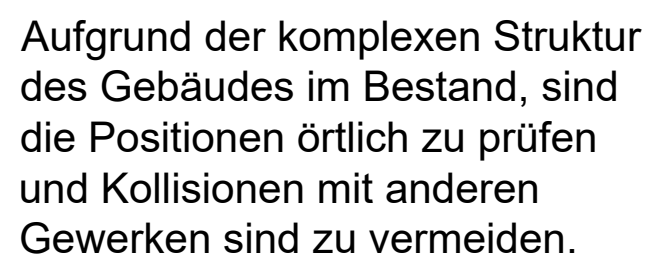 Aufgrund der komplexen Struktur
des Gebäudes im Bestand, sind
die Positionen örtlich zu prüfen
und Kollisionen mit anderen
Gewerken sind zu vermeiden.